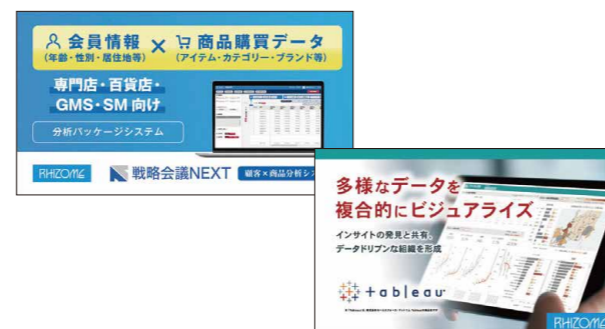 会員情報 × 商品購買データ
(年齢・性別・居住地等) (アイテム・カテゴリー・ブランド等)
専門店・百貨店・
GMS・SM 向け
分析パッケージシステム
RHIZOME 戦略会議NEXT 顧客×商品分析シ
多様なデータを
複合的にビジュアライズ
インサイトの発見と共有、
データドリブンな組織を形成
+ a b l e a u
RHIZOME